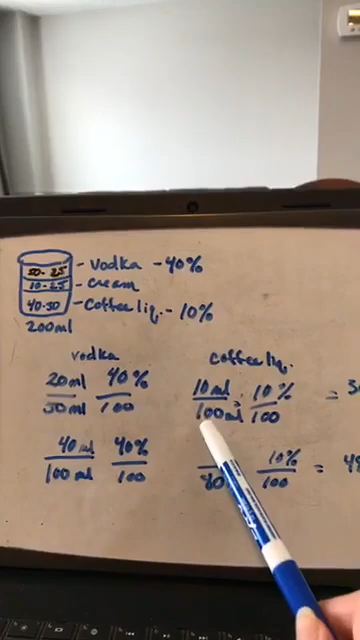 50-25 - Vodka - 40%
10-25 - Cream
40-50 - Coffee liq. - 10%
200ml
vodka coffee liq.
20ml 40% 10ml 10% =
50ml 100 100ml 100
40ml 40% 10% =
100ml 100 80 100